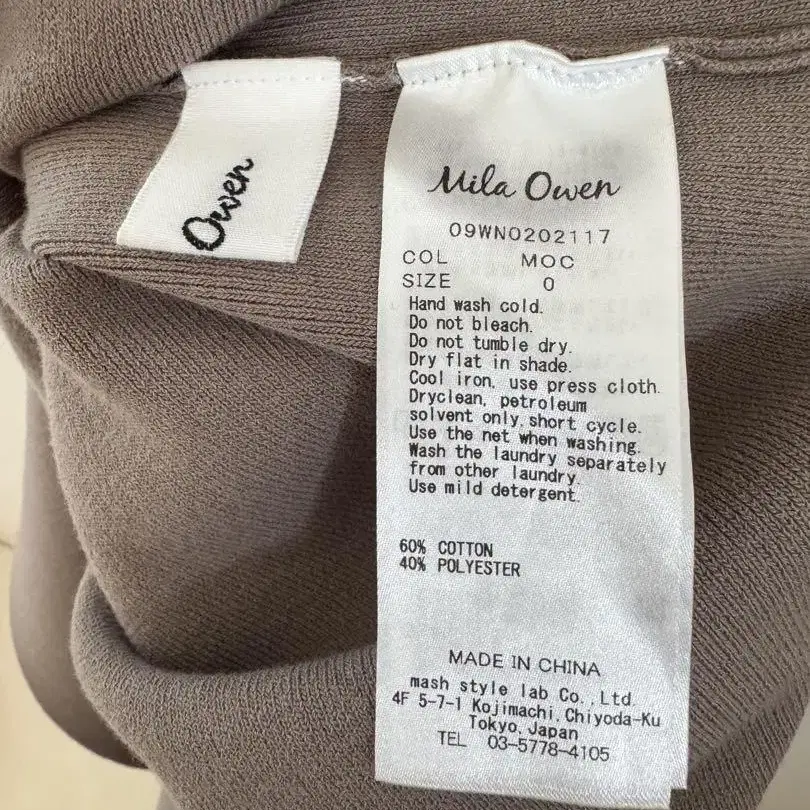 Owen
Mila Owen
09WN0202117
COL MOC
SIZE 0
Hand wash cold.
Do not bleach.
Do not tumble dry.
Dry flat in shade.
Cool iron, use press cloth.
Dryclean, petroleum
solvent only, short cycle.
Use the net when washing.
Wash the laundry separately
from other laundry.
Use mild detergent.
60% COTTON
40% POLYESTER
MADE IN CHINA
mash style lab Co.,Ltd.
4F 5-7-1 Kojimachi, Chiyoda-Ku
Tokyo, Japan
TEL 03-5778-4105